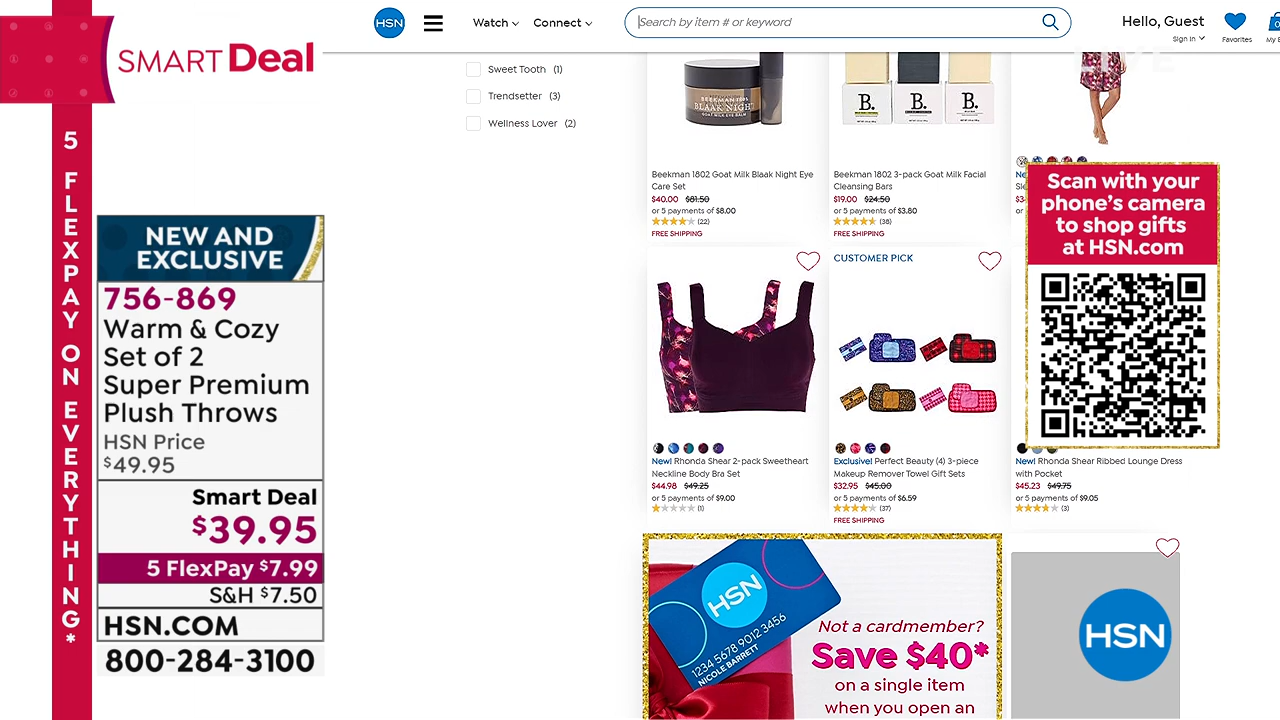 SMART Deal
5 FLEXPAY ON EVERYTHING*
NEW AND
EXCLUSIVE
756-869
Warm & Cozy
Set of 2
Super Premium
Plush Throws
HSN Price
$49.95
Smart Deal
$39.95
5 FlexPay $7.99
S&H $7.50
HSN.COM
800-284-3100
HSN
Watch
Connect
Search by item # or keyword
Hello, Guest
Sign In
Favorites
0
LIVE
Sweet Tooth (1)
Trendsetter (3)
Wellness Lover (2)
BEEKMAN 1802
BLAAK NIGHT
GOAT MILK EYE BALM
B.
B.
B.
Beekman 1802 Goat Milk Blaak Night Eye
Care Set
$40.00 $81.50
or 5 payments of $8.00
(22)
FREE SHIPPING
Beekman 1802 3-pack Goat Milk Facial
Cleansing Bars
$19.00 $24.50
or 5 payments of $3.80
(38)
FREE SHIPPING
Scan with your
phone's camera
to shop gifts
at HSN.com
New! Rhonda Shear 2-pack Sweetheart
Neckline Body Bra Set
$44.98 $49.25
or 5 payments of $9.00
(1)
CUSTOMER PICK
Exclusive! Perfect Beauty (4) 3-piece
Makeup Remover Towel Gift Sets
$32.95 $45.00
or 5 payments of $6.59
(37)
FREE SHIPPING
New! Rhonda Shear Ribbed Lounge Dress
with Pocket
$45.23 $49.75
or 5 payments of $9.05
(3)
HSN
1234 5678 9012 3456
NICOLE BARRETT
Not a cardmember?
Save $40*
on a single item
when you open an
HSN